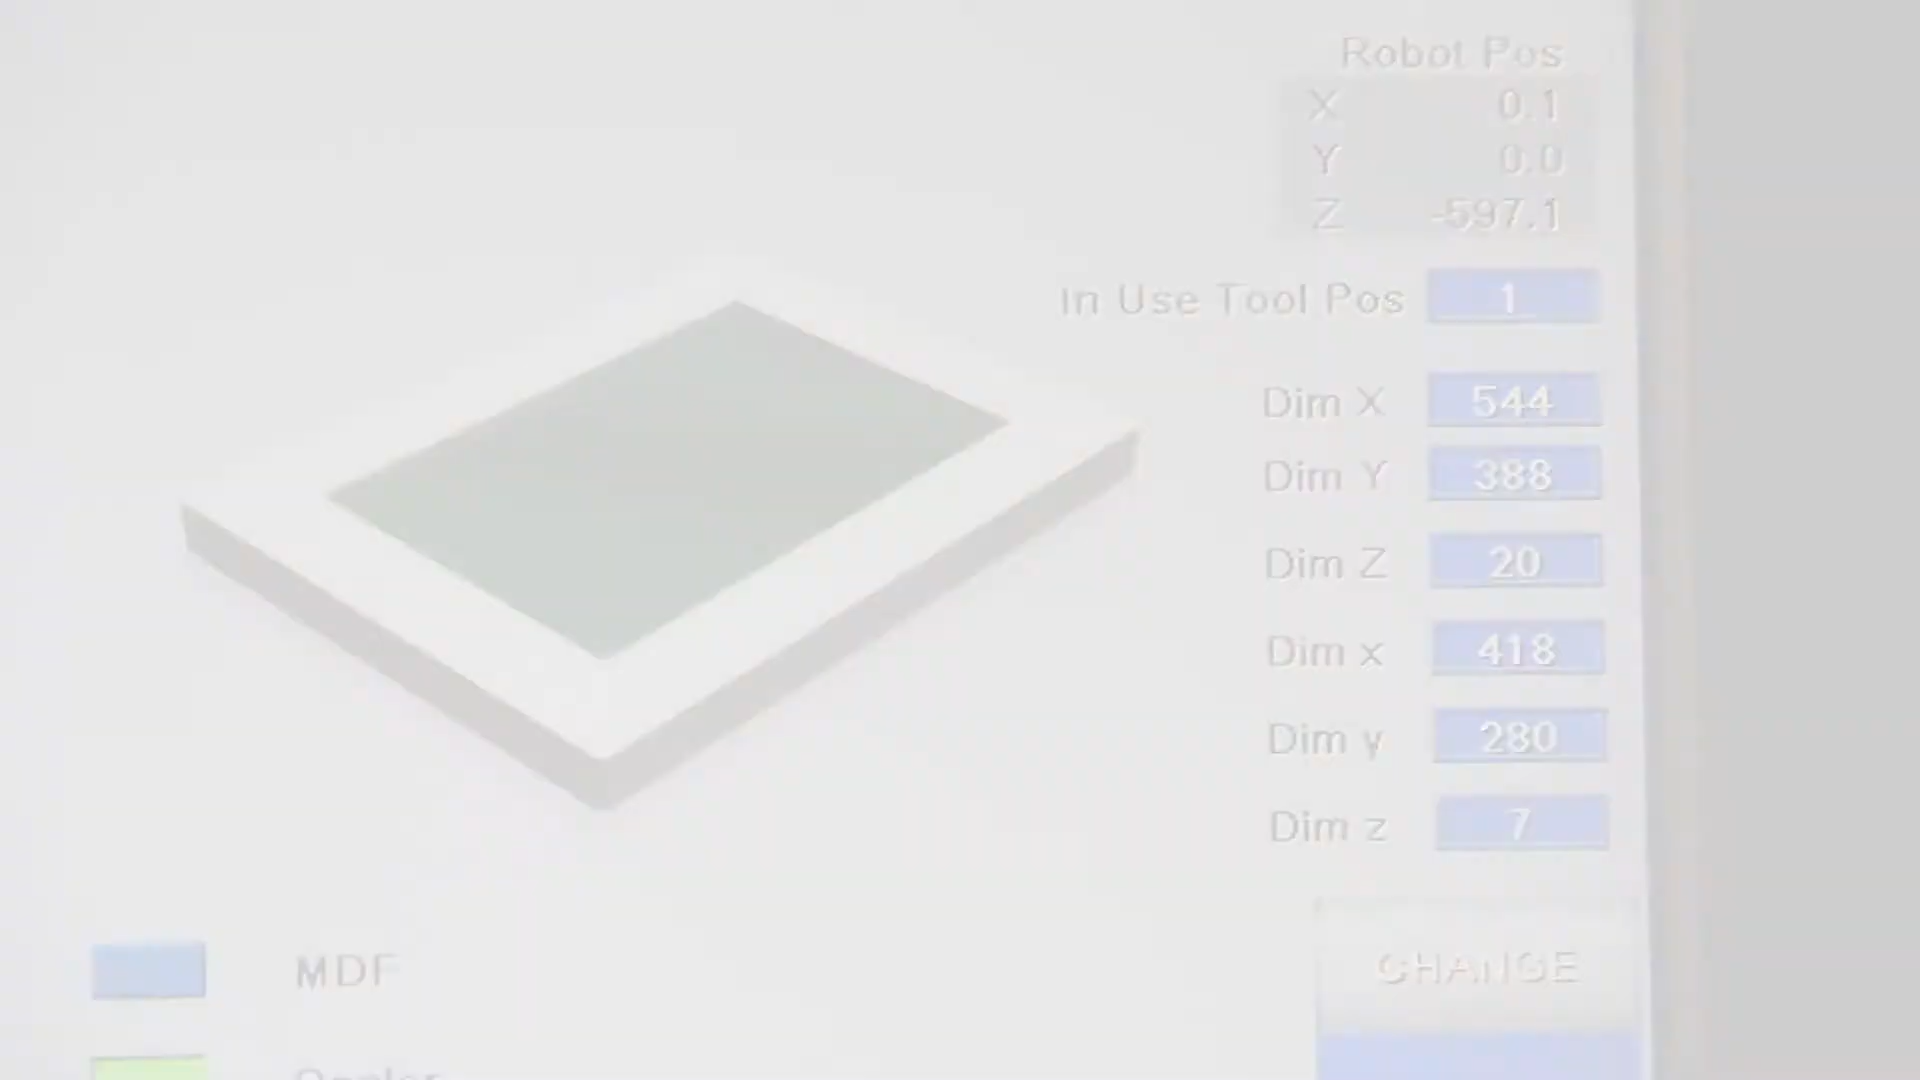 Robot Pos
X 0.1
Y 0.0
Z -597.1
In Use Tool Pos 1
Dim X 544
Dim Y 388
Dim Z 20
Dim x 418
Dim y 280
Dim z 7
MDF
CHANGE